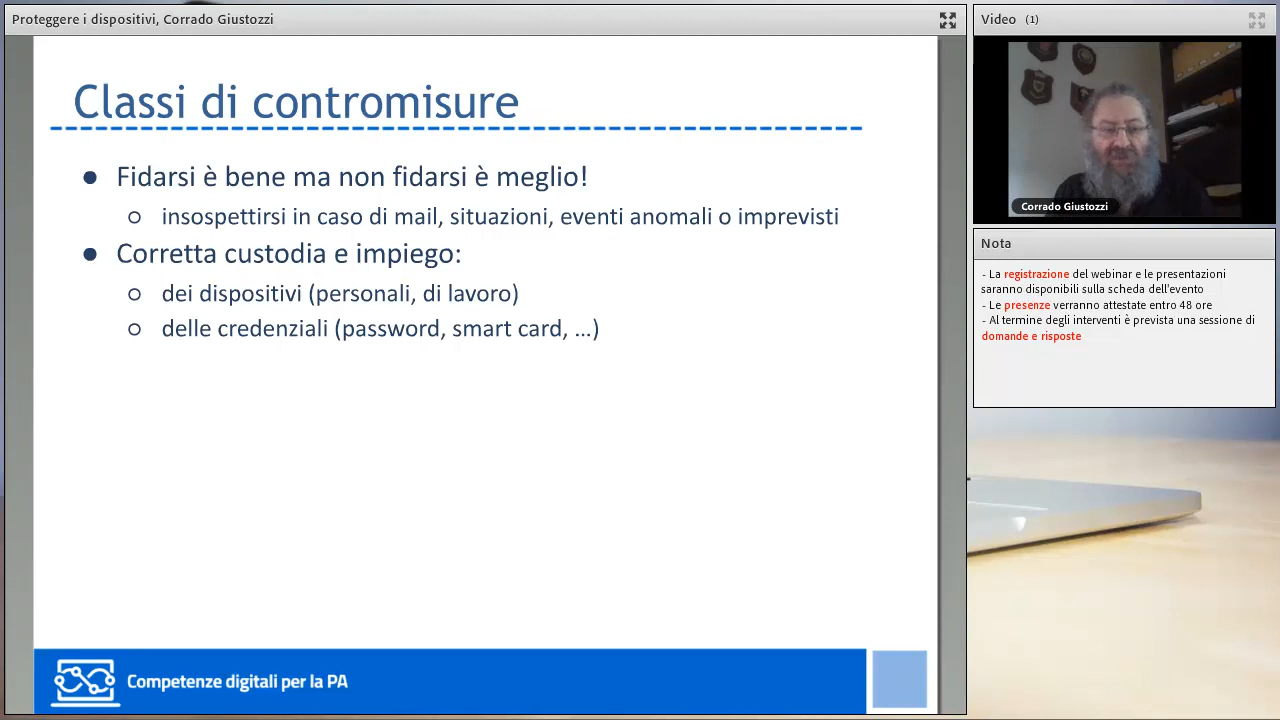 Proteggere i dispositivi, Corrado Giustozzi
Classi di contromisure
● Fidarsi è bene ma non fidarsi è meglio!
○ insospettirsi in caso di mail, situazioni, eventi anomali o imprevisti
● Corretta custodia e impiego:
○ dei dispositivi (personali, di lavoro)
○ delle credenziali (password, smart card, …)
Competenze digitali per la PA
Video (1)
Corrado Giustozzi
Nota
- La registrazione del webinar e le presentazioni
saranno disponibili sulla scheda dell'evento
- Le presenze verranno attestate entro 48 ore
- Al termine degli interventi è prevista una sessione di
domande e risposte